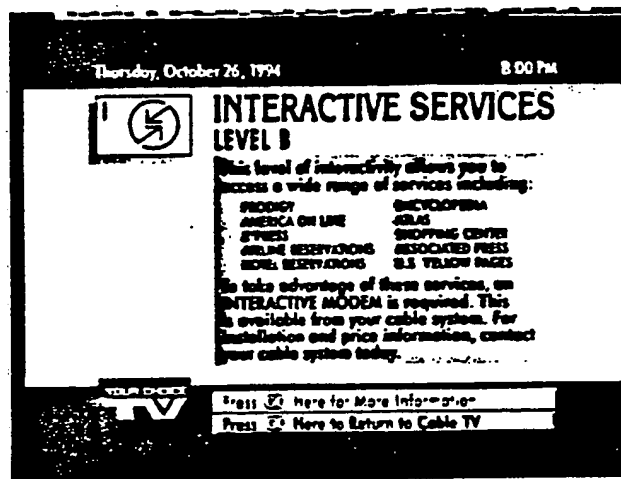 Thursday, October 26, 1994 8:00 PM
INTERACTIVE SERVICES
LEVEL B
This level of interactivity allows you to
access a wide range of services including:
PRODIGY ENCYCLOPEDIA
AMERICA ON LINE ATLAS
X*PRESS SHOPPING CENTER
AIRLINE RESERVATIONS ASSOCIATED PRESS
HOTEL RESERVATIONS U.S. YELLOW PAGES
To take advantage of these services, an
INTERACTIVE MODEM is required. This
is available from your cable system. For
installation and price information, contact
your cable system today.
YOUR CHOICE
TV
Press Here for More Information
Press Here to Return to Cable TV